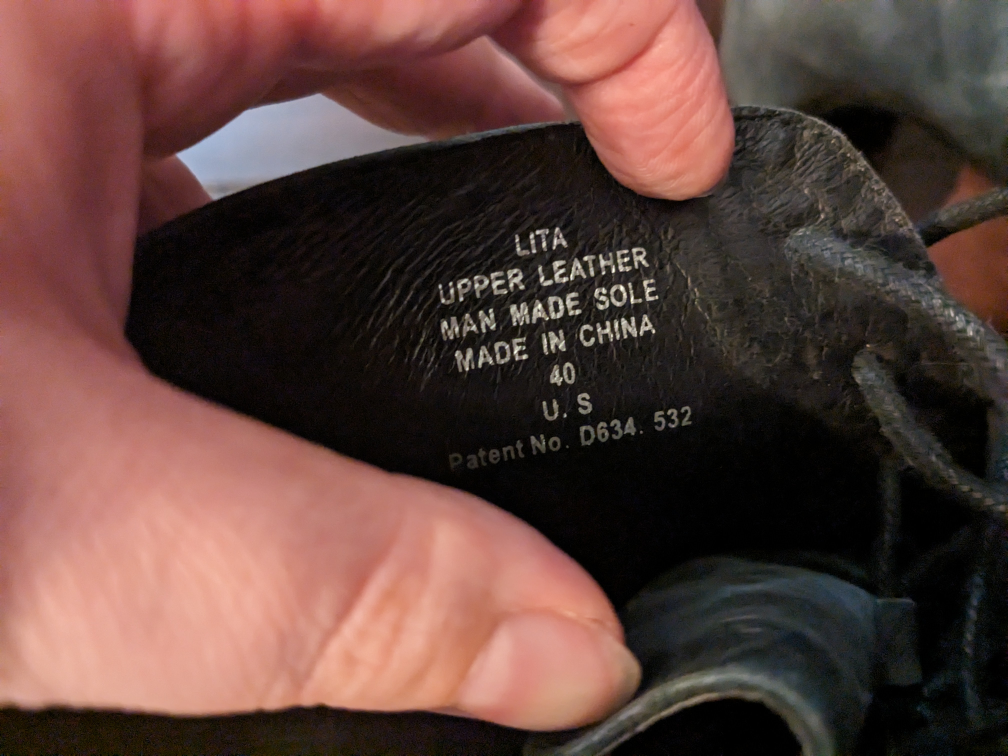 LITA
UPPER LEATHER
MAN MADE SOLE
MADE IN CHINA
40
U. S
Patent No. D634. 532